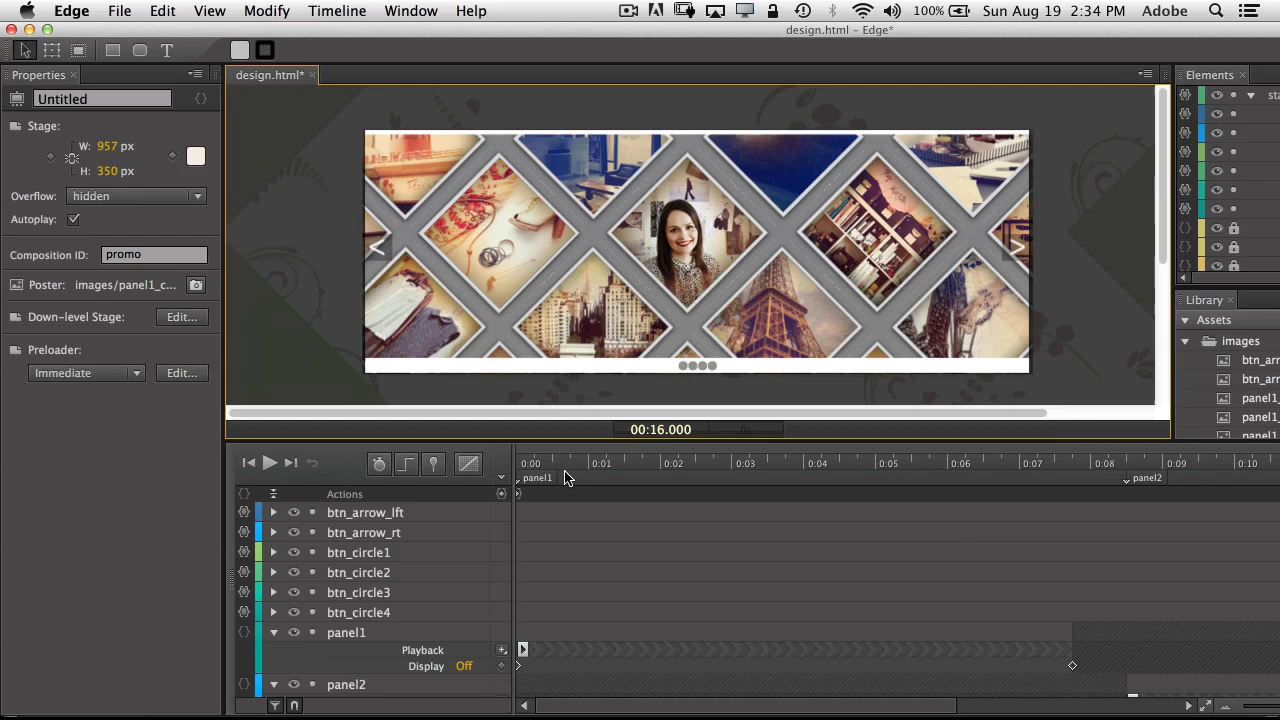 Edge File Edit View Modify Timeline Window Help 100% Sun Aug 19 2:34 PM Adobe
design.html – Edge*
T
Properties × design.html* × Elements ×
Untitled {} sta
Stage:
W: 957 px
H: 350 px
Overflow: hidden
Autoplay:
Composition ID: promo
Poster: images/panel1_c...
Down-level Stage: Edit...
Preloader:
Immediate Edit...
< >
Library ×
Assets
images
btn_arr
btn_arr
panel1_
panel1_
00:16.000 0s
0:00 0:01 0:02 0:03 0:04 0:05 0:06 0:07 0:08 0:09 0:10
panel1 panel2
Actions
btn_arrow_lft
btn_arrow_rt
btn_circle1
btn_circle2
btn_circle3
btn_circle4
panel1
Playback
Display Off
panel2